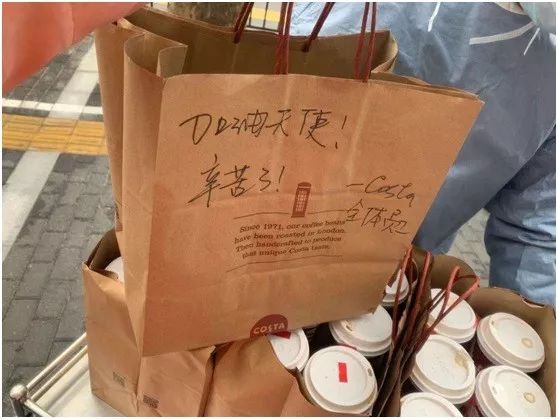 加油天使!
辛苦了!
—Costa
全体员工
Since 1971, our coffee beans
have been roasted in London.
Then handcrafted to produce
that unique Costa taste.
COSTA